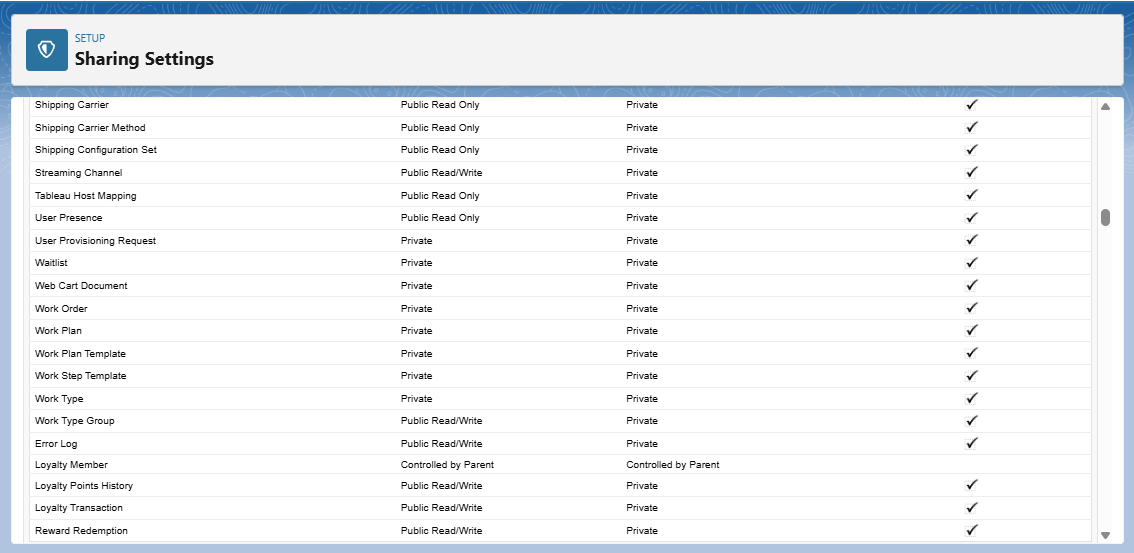 SETUP
Sharing Settings
Shipping Carrier Public Read Only Private
Shipping Carrier Method Public Read Only Private
Shipping Configuration Set Public Read Only Private
Streaming Channel Public Read/Write Private
Tableau Host Mapping Public Read Only Private
User Presence Public Read Only Private
User Provisioning Request Private Private
Waitlist Private Private
Web Cart Document Private Private
Work Order Private Private
Work Plan Private Private
Work Plan Template Private Private
Work Step Template Private Private
Work Type Private Private
Work Type Group Public Read/Write Private
Error Log Public Read/Write Private
Loyalty Member Controlled by Parent Controlled by Parent
Loyalty Points History Public Read/Write Private
Loyalty Transaction Public Read/Write Private
Reward Redemption Public Read/Write Private